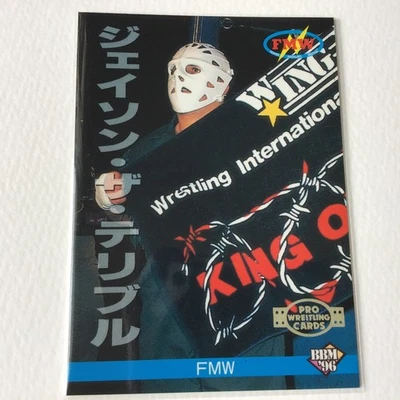 FMW
ジェイソン・ザ・テリブル
WING
Wrestling Internationa
KING O
PRO
WRESTLING
CARDS
BBM
'96
FMW